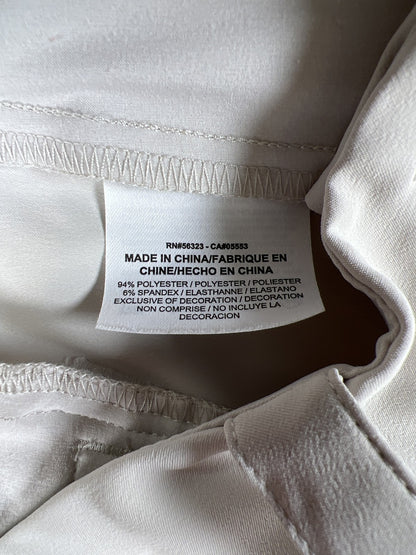 RN#56323 - CA#05553
MADE IN CHINA/FABRIQUE EN
CHINE/HECHO EN CHINA
94% POLYESTER / POLYESTER / POLIESTER
6% SPANDEX / ELASTHANNE / ELASTANO
EXCLUSIVE OF DECORATION / DECORATION
NON COMPRISE / NO INCLUYE LA
DECORACION